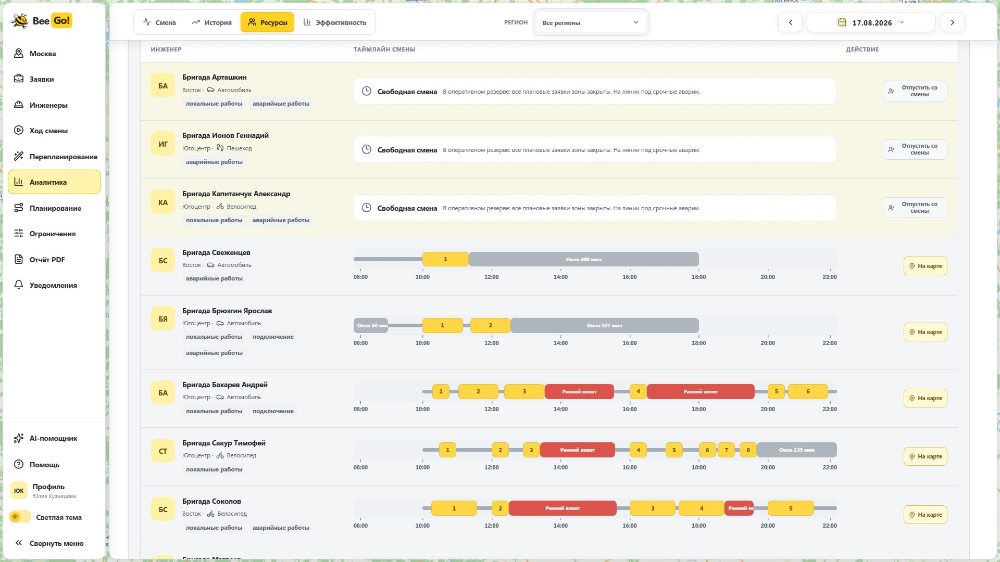 Bee Go!
Москва
Заявки
Инженеры
Ход смены
Перепланирование
Аналитика
Планирование
Ограничения
Отчёт PDF
Уведомления
AI-помощник
Помощь
ЮК
Профиль
Юлия Кузнецова
Светлая тема
Свернуть меню
Смена
История
Ресурсы
Эффективность
РЕГИОН
Все регионы
17.08.2026
ИНЖЕНЕР
ТАЙМЛАЙН СМЕНЫ
ДЕЙСТВИЕ
БА
Бригада Арташкин
Восток · Автомобиль
локальные работы аварийные работы
Свободная смена В оперативном резерве: все плановые заявки зоны закрыты. На линии под срочные аварии.
Отпустить со
смены
ИГ
Бригада Ионов Геннадий
Югоцентр · Пешеход
аварийные работы
Свободная смена В оперативном резерве: все плановые заявки зоны закрыты. На линии под срочные аварии.
Отпустить со
смены
КА
Бригада Капитанчук Александр
Югоцентр · Велосипед
локальные работы аварийные работы
Свободная смена В оперативном резерве: все плановые заявки зоны закрыты. На линии под срочные аварии.
Отпустить со
смены
БС
Бригада Свеженцев
Восток · Автомобиль
аварийные работы
1 Окно 400 мин
08:00 10:00 12:00 14:00 16:00 18:00 20:00 22:00
На карте
БЯ
Бригада Брюзгин Ярослав
Югоцентр · Автомобиль
локальные работы подключение
аварийные работы
Окно 60 мин 1 2 Окно 327 мин
08:00 10:00 12:00 14:00 16:00 18:00 20:00 22:00
На карте
БА
Бригада Бахарев Андрей
Югоцентр · Автомобиль
локальные работы подключение
1 2 3 Ранний визит 4 Ранний визит 5 6
08:00 10:00 12:00 14:00 16:00 18:00 20:00 22:00
На карте
СТ
Бригада Сакур Тимофей
Югоцентр · Велосипед
локальные работы
1 2 3 Ранний визит 4 5 6 7 8 Окно 139 мин
08:00 10:00 12:00 14:00 16:00 18:00 20:00 22:00
На карте
БС
Бригада Соколов
Восток · Велосипед
локальные работы аварийные работы
1 2 Ранний визит 3 4 Ранний ви 5
08:00 10:00 12:00 14:00 16:00 18:00 20:00 22:00
На карте